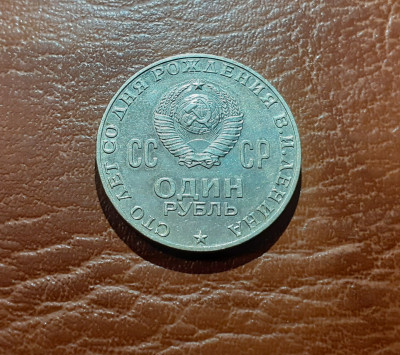 СТО ЛЕТ СО ДНЯ РОЖДЕНИЯ В.И.ЛЕНИНА
СС СР
ОДИН
РУБЛЬ